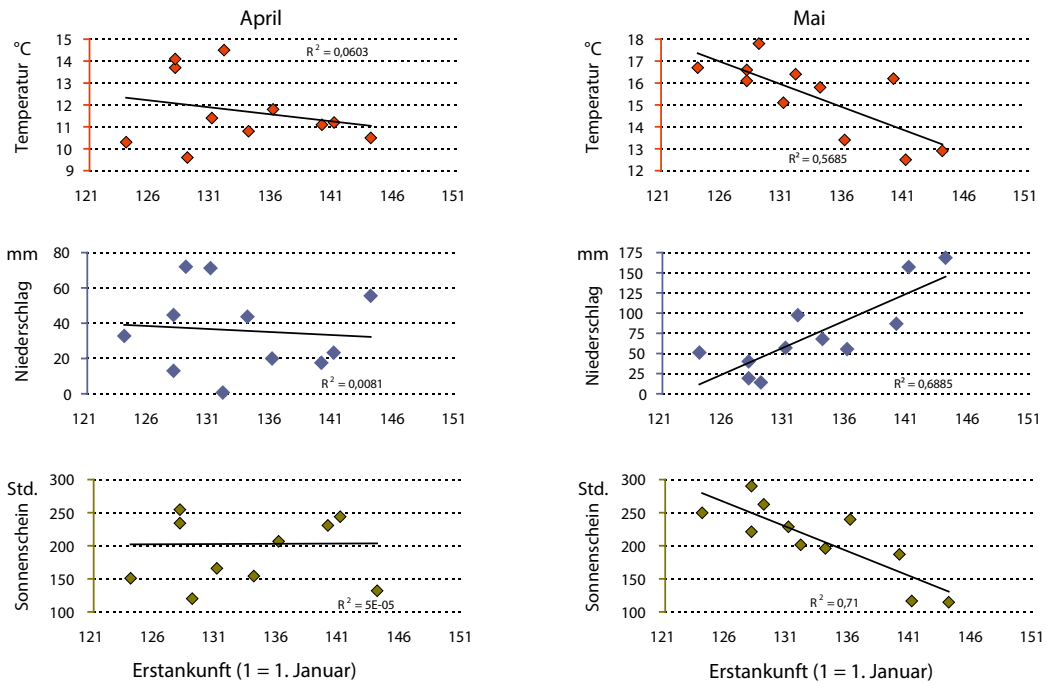 April
Mai
°C
Temperatur
15
14
13
12
11
10
9
R² = 0,0603
121 126 131 136 141 146 151
°C
Temperatur
18
17
16
15
14
13
12
R² = 0,5685
121 126 131 136 141 146 151
mm
Niederschlag
80
60
40
20
0
R² = 0,0081
121 126 131 136 141 146 151
mm
Niederschlag
175
150
125
100
75
50
25
0
R² = 0,6885
121 126 131 136 141 146 151
Std.
Sonnenschein
300
250
200
150
100
R² = 5E-05
121 126 131 136 141 146 151
Erstankunft (1 = 1. Januar)
Std.
Sonnenschein
300
250
200
150
100
R² = 0,71
121 126 131 136 141 146 151
Erstankunft (1 = 1. Januar)